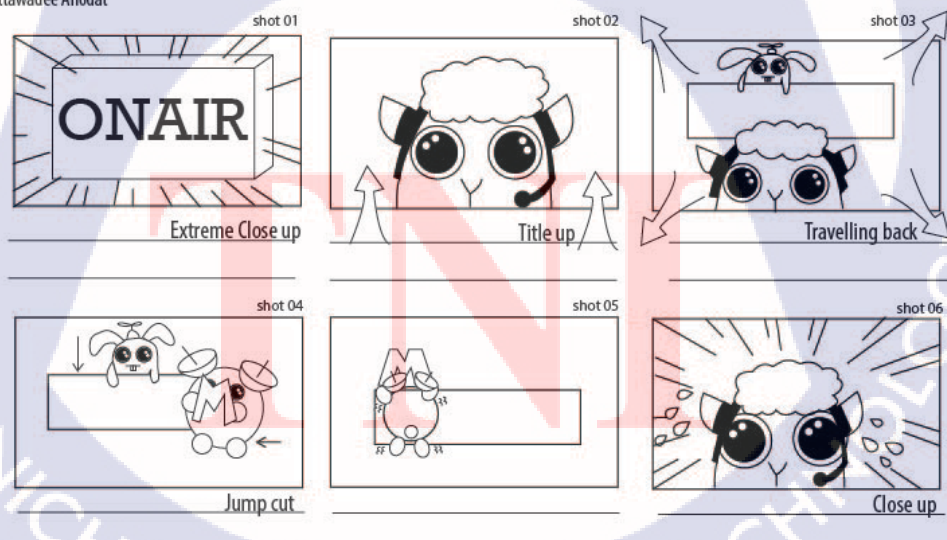 shot 01
shot 02
shot 03
ONAIR
Extreme Close up
Title up
Travelling back
shot 04
shot 05
shot 06
M
M
Jump cut
Close up
TNI